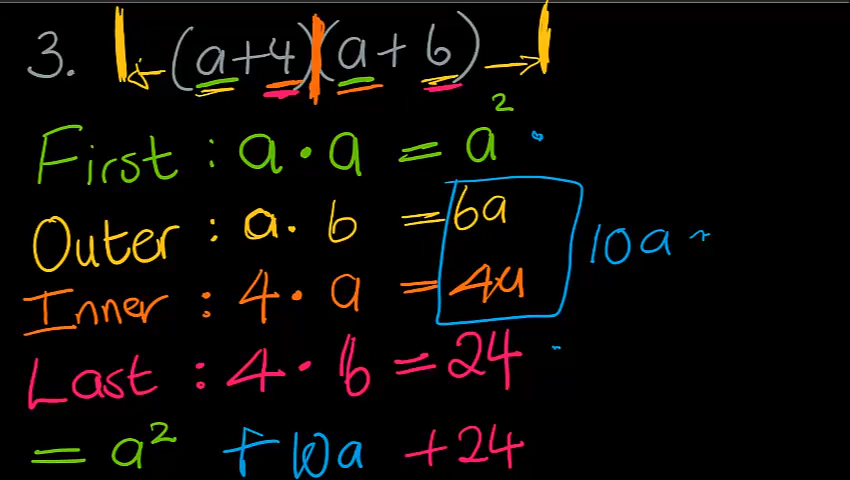 3. (a+4)(a+6)
First : a · a = a²
Outer : a · 6 = 6a
Inner : 4 · a = 4a
10a
Last : 4 · 6 = 24
= a² + 10a + 24